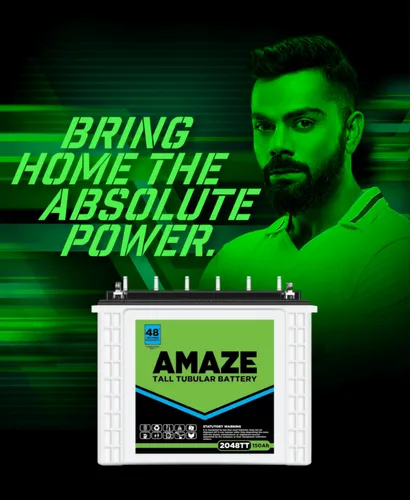 BRING
HOME THE
ABSOLUTE
POWER.
48
AMAZE
TALL TUBULAR BATTERY
STATUTORY WARNING
2048TT 150Ah